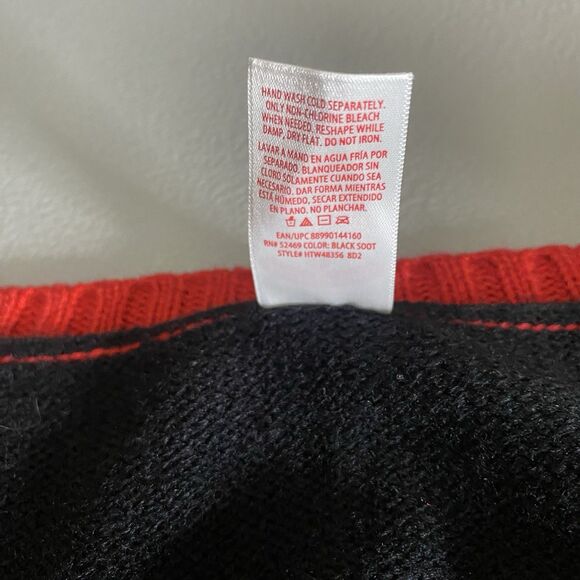 HAND WASH COLD SEPARATELY.
ONLY NON-CHLORINE BLEACH
WHEN NEEDED. RESHAPE WHILE
DAMP, DRY FLAT. DO NOT IRON.
LAVAR A MANO EN AGUA FRÍA POR
SEPARADO. BLANQUEADOR SIN
CLORO SOLAMENTE CUANDO SEA
NECESARIO. DAR FORMA MIENTRAS
ESTÁ HÚMEDO, SECAR EXTENDIDO
EN PLANO. NO PLANCHAR.
EAN/UPC 88990144160
RN# 52469 COLOR: BLACK SOOT
STYLE# HTW48356 8D2